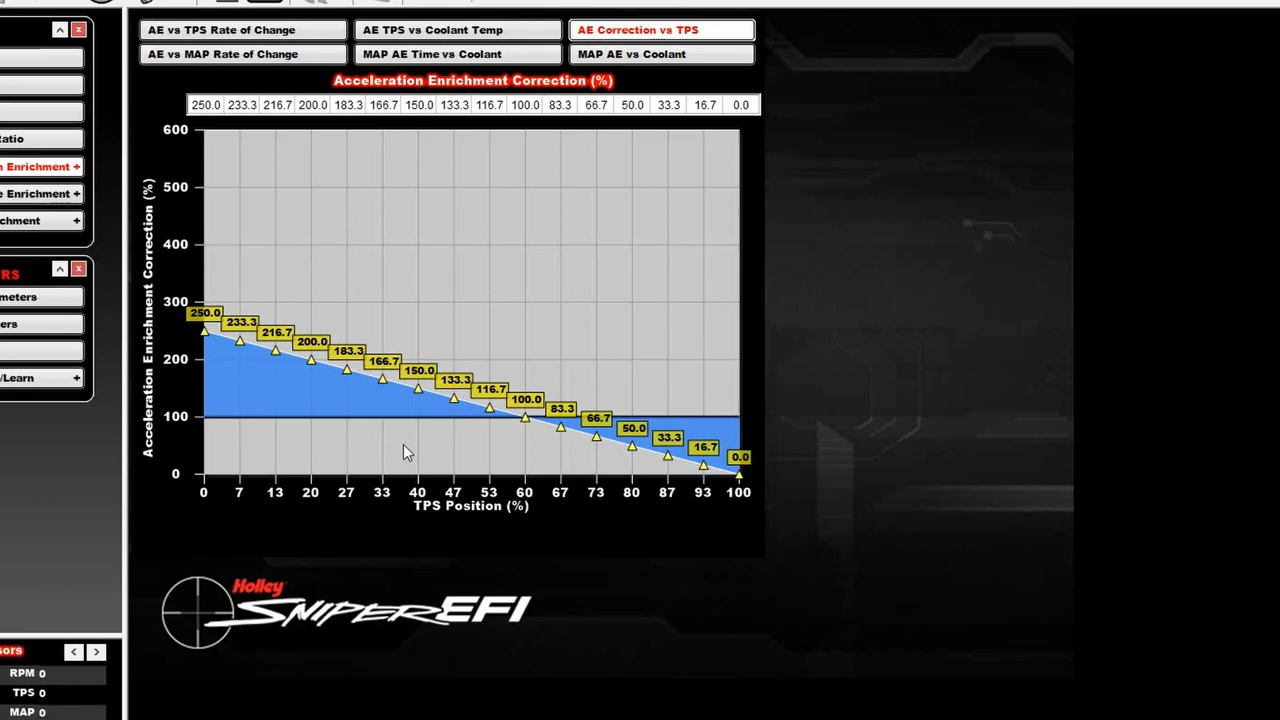 AE vs TPS Rate of Change
AE TPS vs Coolant Temp
AE Correction vs TPS
AE vs MAP Rate of Change
MAP AE Time vs Coolant
MAP AE vs Coolant
Acceleration Enrichment Correction (%)
250.0 233.3 216.7 200.0 183.3 166.7 150.0 133.3 116.7 100.0 83.3 66.7 50.0 33.3 16.7 0.0
Acceleration Enrichment Correction (%)
600
500
400
300
200
100
0
250.0
233.3
216.7
200.0
183.3
166.7
150.0
133.3
116.7
100.0
83.3
66.7
50.0
33.3
16.7
0.0
0 7 13 20 27 33 40 47 53 60 67 73 80 87 93 100
TPS Position (%)
Holley
SNIPER EFI
x
Ratio
Enrichment +
Enrichment +
chment +
RS
x
meters
ers
/Learn +
sors
< >
RPM 0
TPS 0
MAP 0